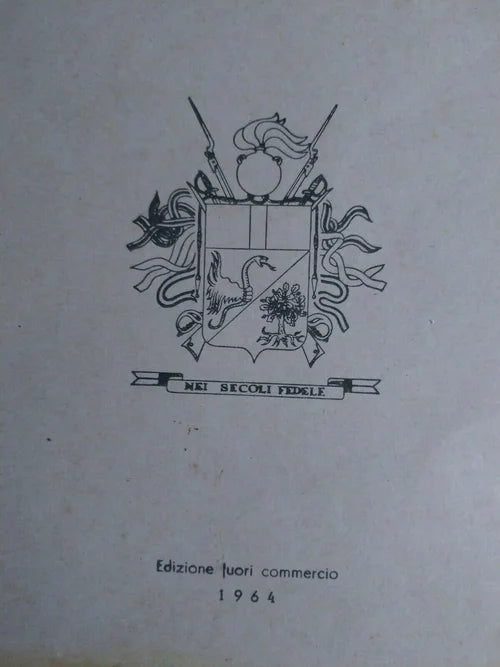 NEI SECOLI FEDELE
Edizione fuori commercio
1964